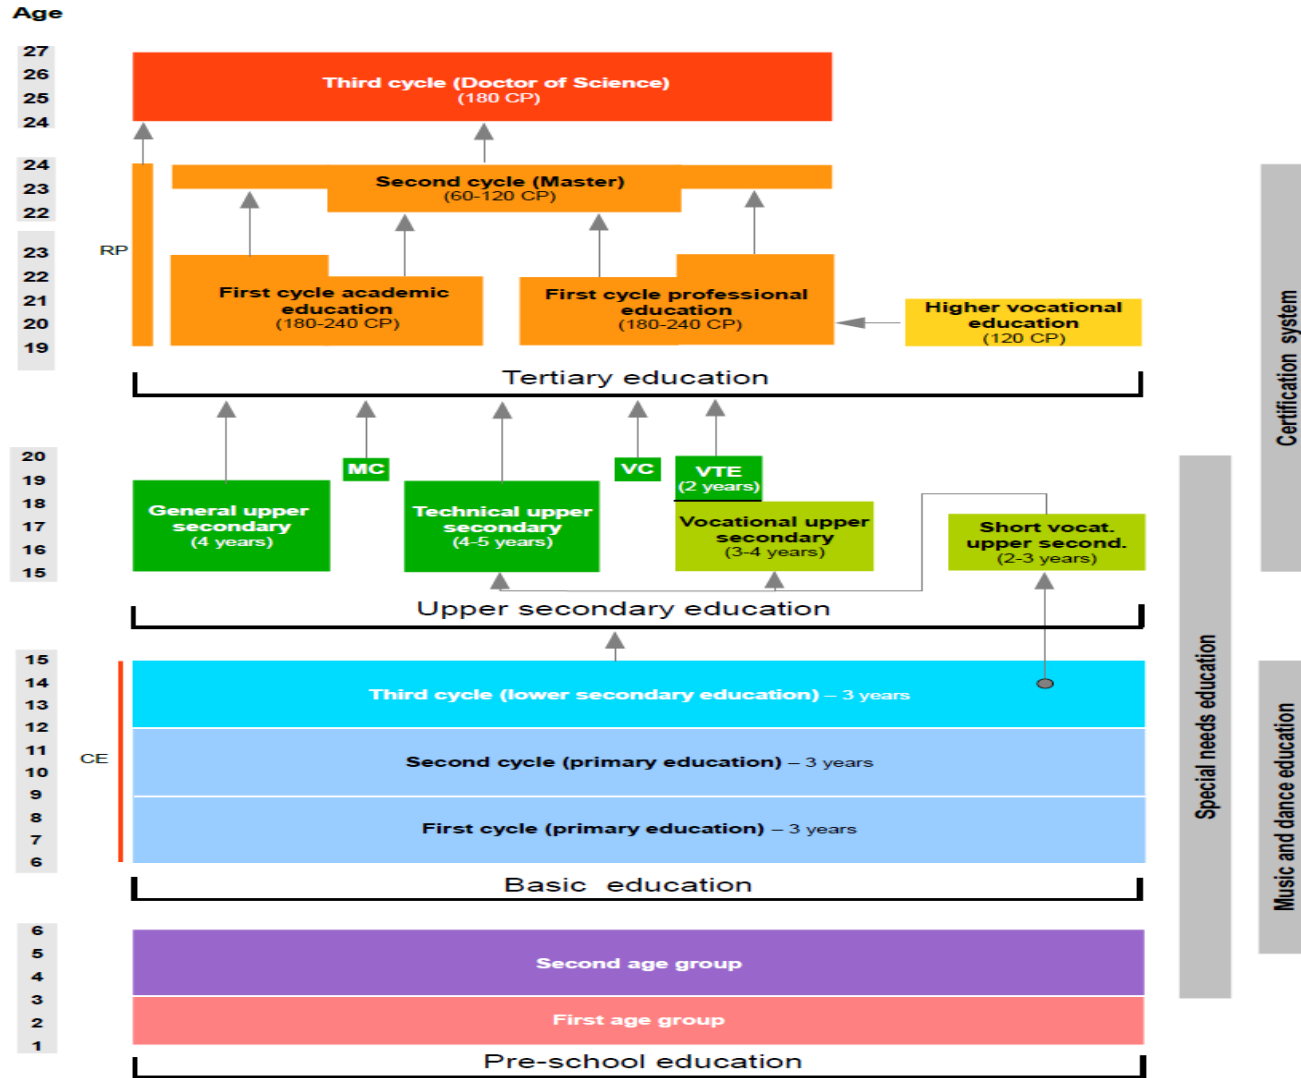 Age
27
26
25
24
Third cycle (Doctor of Science)
(180 CP)
24
23
22
Second cycle (Master)
(60-120 CP)
RP
23
22
21
20
19
First cycle academic
education
(180-240 CP)
First cycle professional
education
(180-240 CP)
Higher vocational
education
(120 CP)
Tertiary education
20
19
18
17
16
15
MC
VC
VTE
(2 years)
General upper
secondary
(4 years)
Technical upper
secondary
(4-5 years)
Vocational upper
secondary
(3-4 years)
Short vocat.
upper second.
(2-3 years)
Upper secondary education
15
14
13
12
11
10
9
8
7
6
CE
Third cycle (lower secondary education) – 3 years
Second cycle (primary education) – 3 years
First cycle (primary education) – 3 years
Basic education
6
5
4
3
2
1
Second age group
First age group
Pre-school education
Special needs education
Certification system
Music and dance education